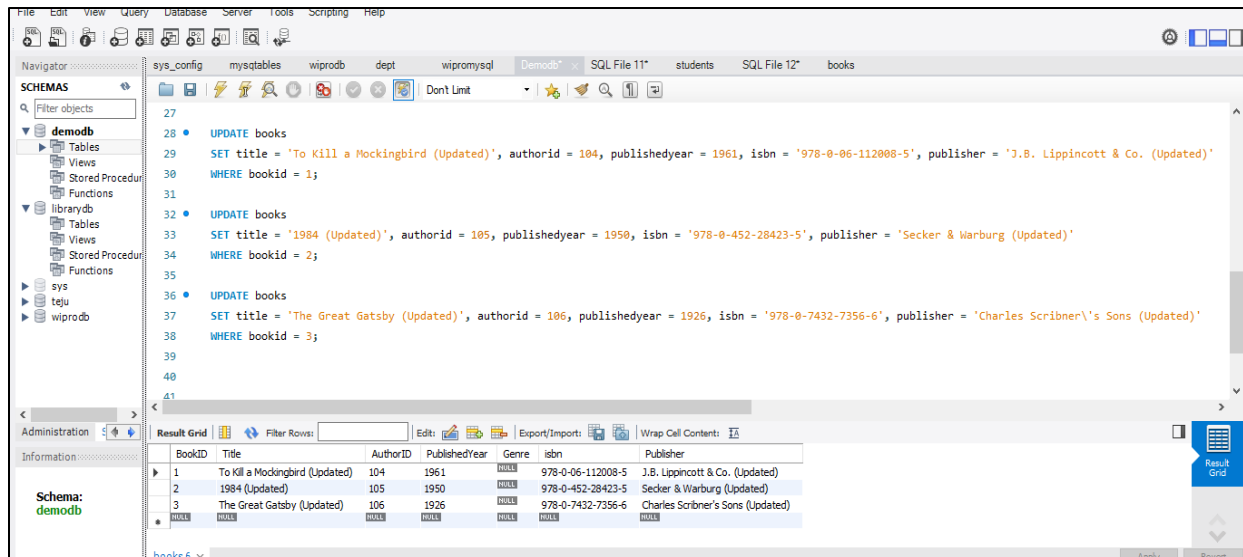 File Edit View Query Database Server Tools Scripting Help
Navigator
sys_config mysqtables wiprodb dept wipromysql Demodb* × SQL File 11* students SQL File 12* books
SCHEMAS
Filter objects
demodb
Tables
Views
Stored Procedur
Functions
librarydb
Tables
Views
Stored Procedur
Functions
sys
teju
wiprodb
Administration S
Information
Schema:
demodb
Don't Limit
27
28 UPDATE books
29 SET title = 'To Kill a Mockingbird (Updated)', authorid = 104, publishedyear = 1961, isbn = '978-0-06-112008-5', publisher = 'J.B. Lippincott & Co. (Updated)'
30 WHERE bookid = 1;
31
32 UPDATE books
33 SET title = '1984 (Updated)', authorid = 105, publishedyear = 1950, isbn = '978-0-452-28423-5', publisher = 'Secker & Warburg (Updated)'
34 WHERE bookid = 2;
35
36 UPDATE books
37 SET title = 'The Great Gatsby (Updated)', authorid = 106, publishedyear = 1926, isbn = '978-0-7432-7356-6', publisher = 'Charles Scribner\'s Sons (Updated)'
38 WHERE bookid = 3;
39
40
41
Result Grid Filter Rows: Edit: Export/Import: Wrap Cell Content:
BookID Title AuthorID PublishedYear Genre isbn Publisher
1 To Kill a Mockingbird (Updated) 104 1961 NULL 978-0-06-112008-5 J.B. Lippincott & Co. (Updated)
2 1984 (Updated) 105 1950 NULL 978-0-452-28423-5 Secker & Warburg (Updated)
3 The Great Gatsby (Updated) 106 1926 NULL 978-0-7432-7356-6 Charles Scribner's Sons (Updated)
NULL NULL NULL NULL NULL NULL NULL
Result
Grid
books 6 Apply Revert